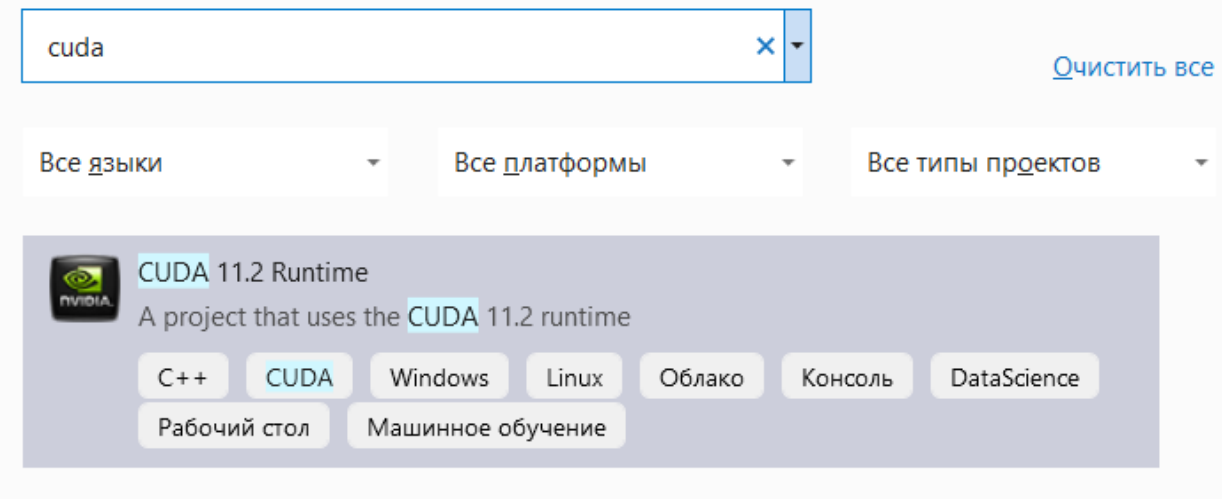 cuda
Очистить все
Все языки Все платформы Все типы проектов
CUDA 11.2 Runtime
NVIDIA.
A project that uses the CUDA 11.2 runtime
C++ CUDA Windows Linux Облако Консоль DataScience
Рабочий стол Машинное обучение